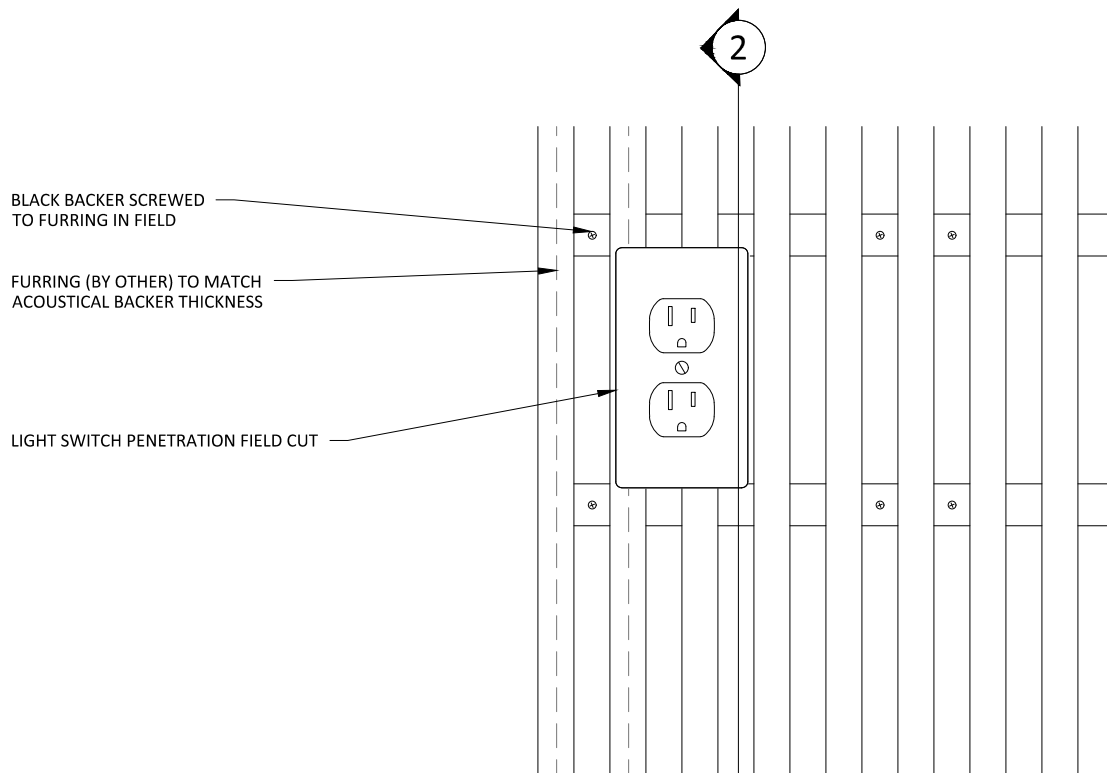 2
BLACK BACKER SCREWED
TO FURRING IN FIELD
FURRING (BY OTHER) TO MATCH
ACOUSTICAL BACKER THICKNESS
LIGHT SWITCH PENETRATION FIELD CUT